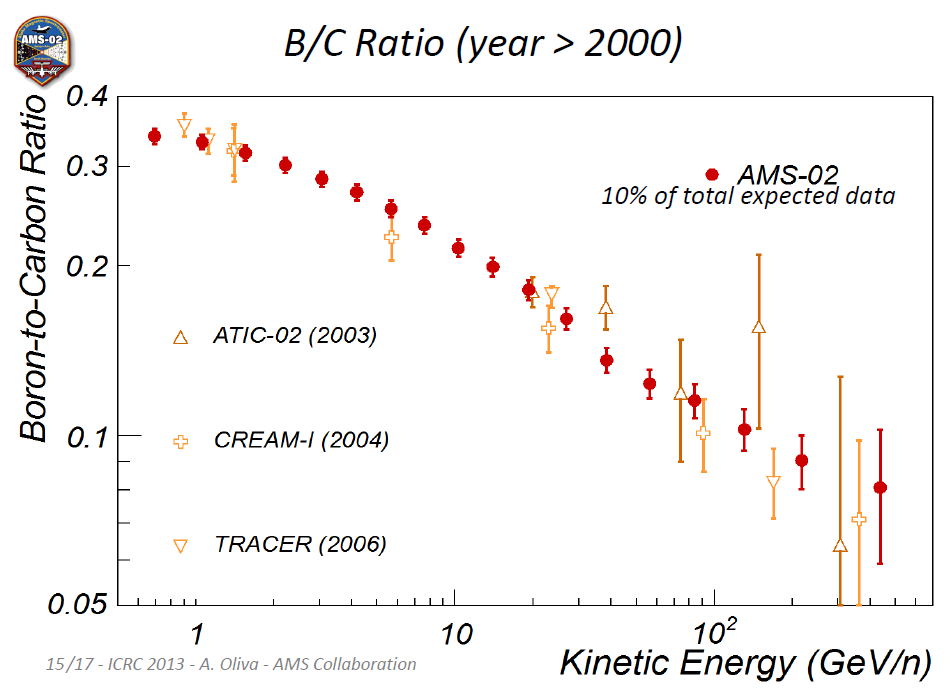 B/C Ratio (year > 2000)
AMS-02
0.4
0.3
0.2
0.1
0.05
Boron-to-Carbon Ratio
AMS-02
10% of total expected data
ATIC-02 (2003)
CREAM-I (2004)
TRACER (2006)
1
10
10²
Kinetic Energy (GeV/n)
15/17 - ICRC 2013 - A. Oliva - AMS Collaboration